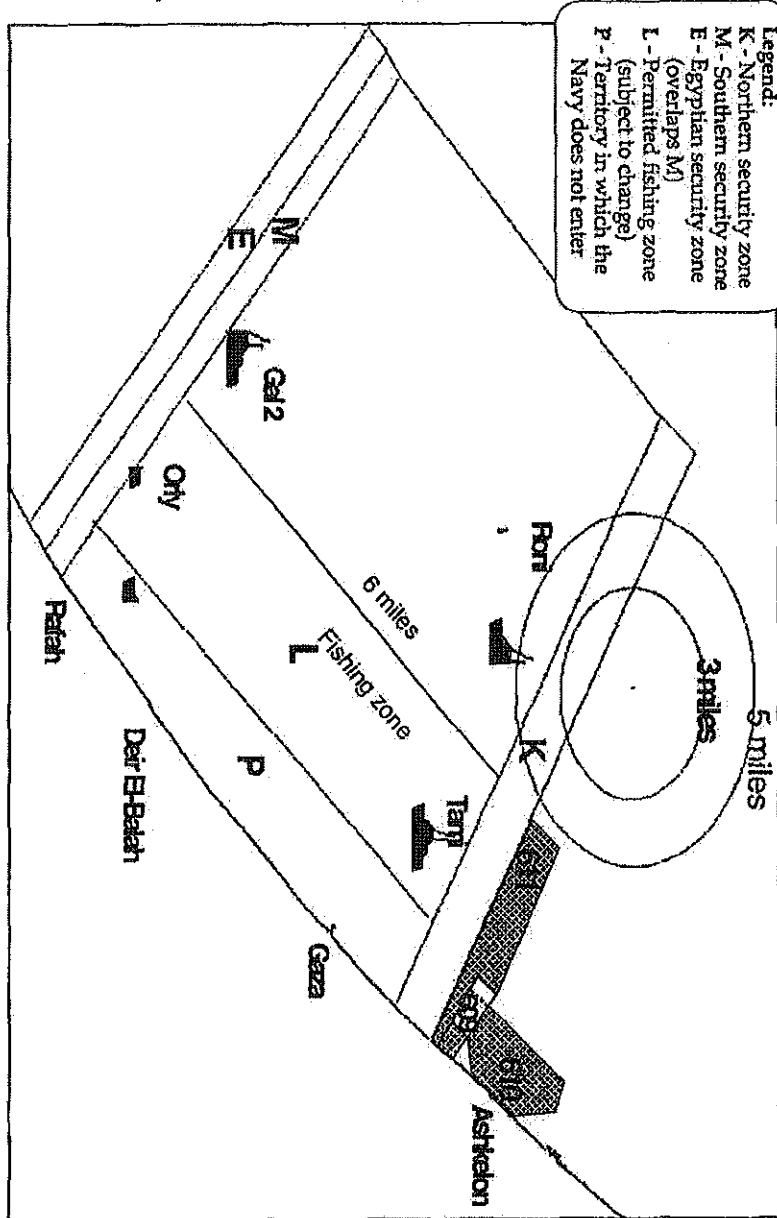 Legend:
K - Northern security zone
M - Southern security zone
E - Egyptian security zone
(overlaps M)
L - Permitted fishing zone
(subject to change)
P - Territory in which the
Navy does not enter
5 miles
3 miles
Roni
K
611
609
Tami
Ashkelon
6 miles
Fishing zone
L
M
E
Gal 2
Orly
P
Gaza
Deir El-Balah
Rafah